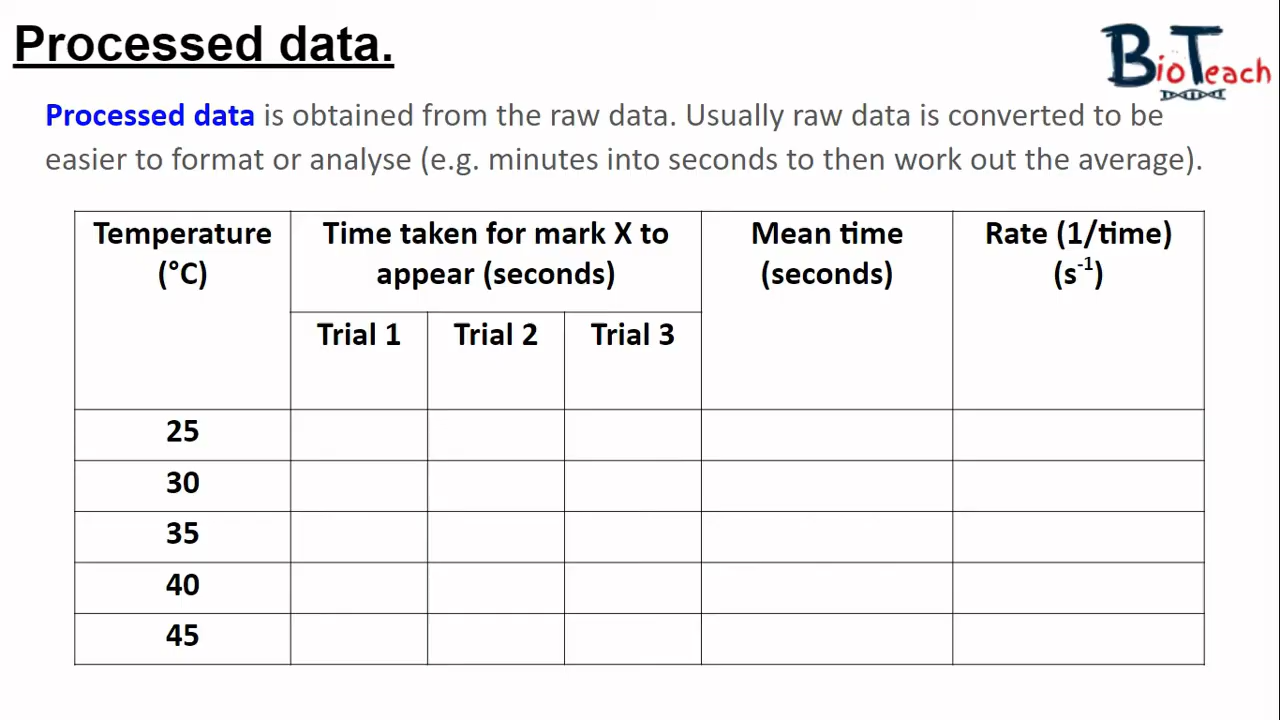 Processed data.
BioTeach
Processed data is obtained from the raw data. Usually raw data is converted to be
easier to format or analyse (e.g. minutes into seconds to then work out the average).
Temperature
(°C)
Time taken for mark X to
appear (seconds)
Mean time
(seconds)
Rate (1/time)
(s⁻¹)
Trial 1
Trial 2
Trial 3
25
30
35
40
45